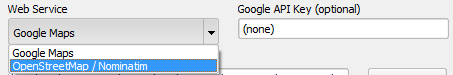 Web Service
Google API Key (optional)
Google Maps
(none)
Google Maps
OpenStreetMap / Nominatim